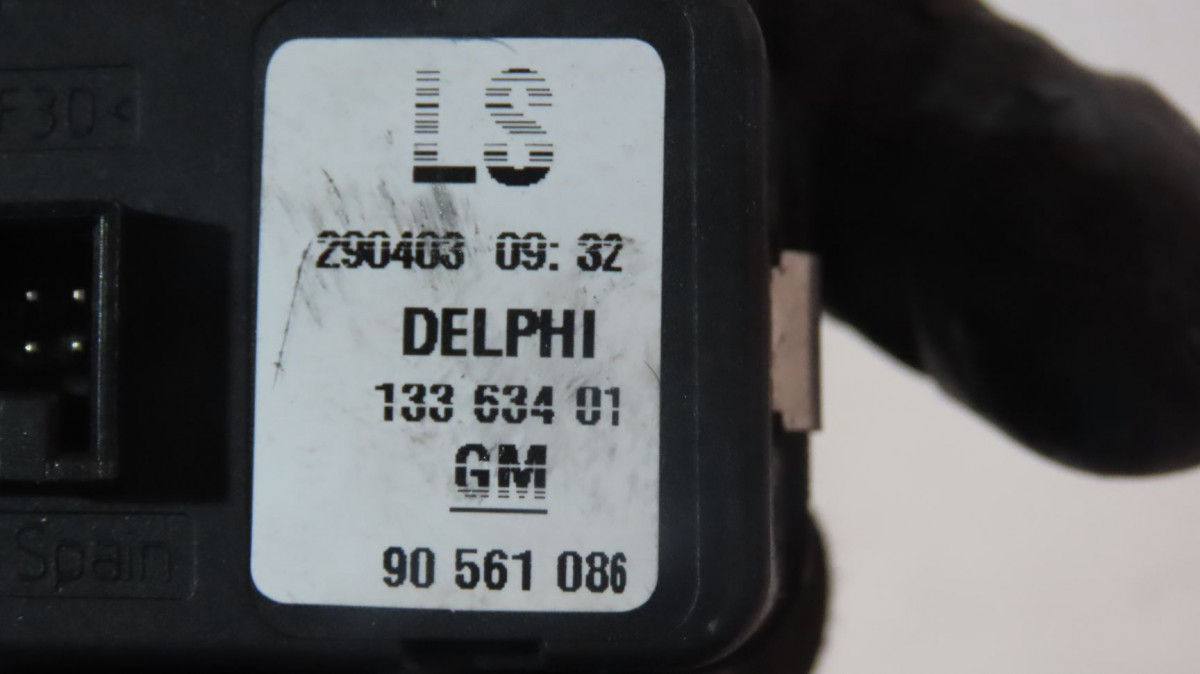 F30<
LS
290403 09:32
DELPHI
133 634 01
GM
90 561 086
Spain